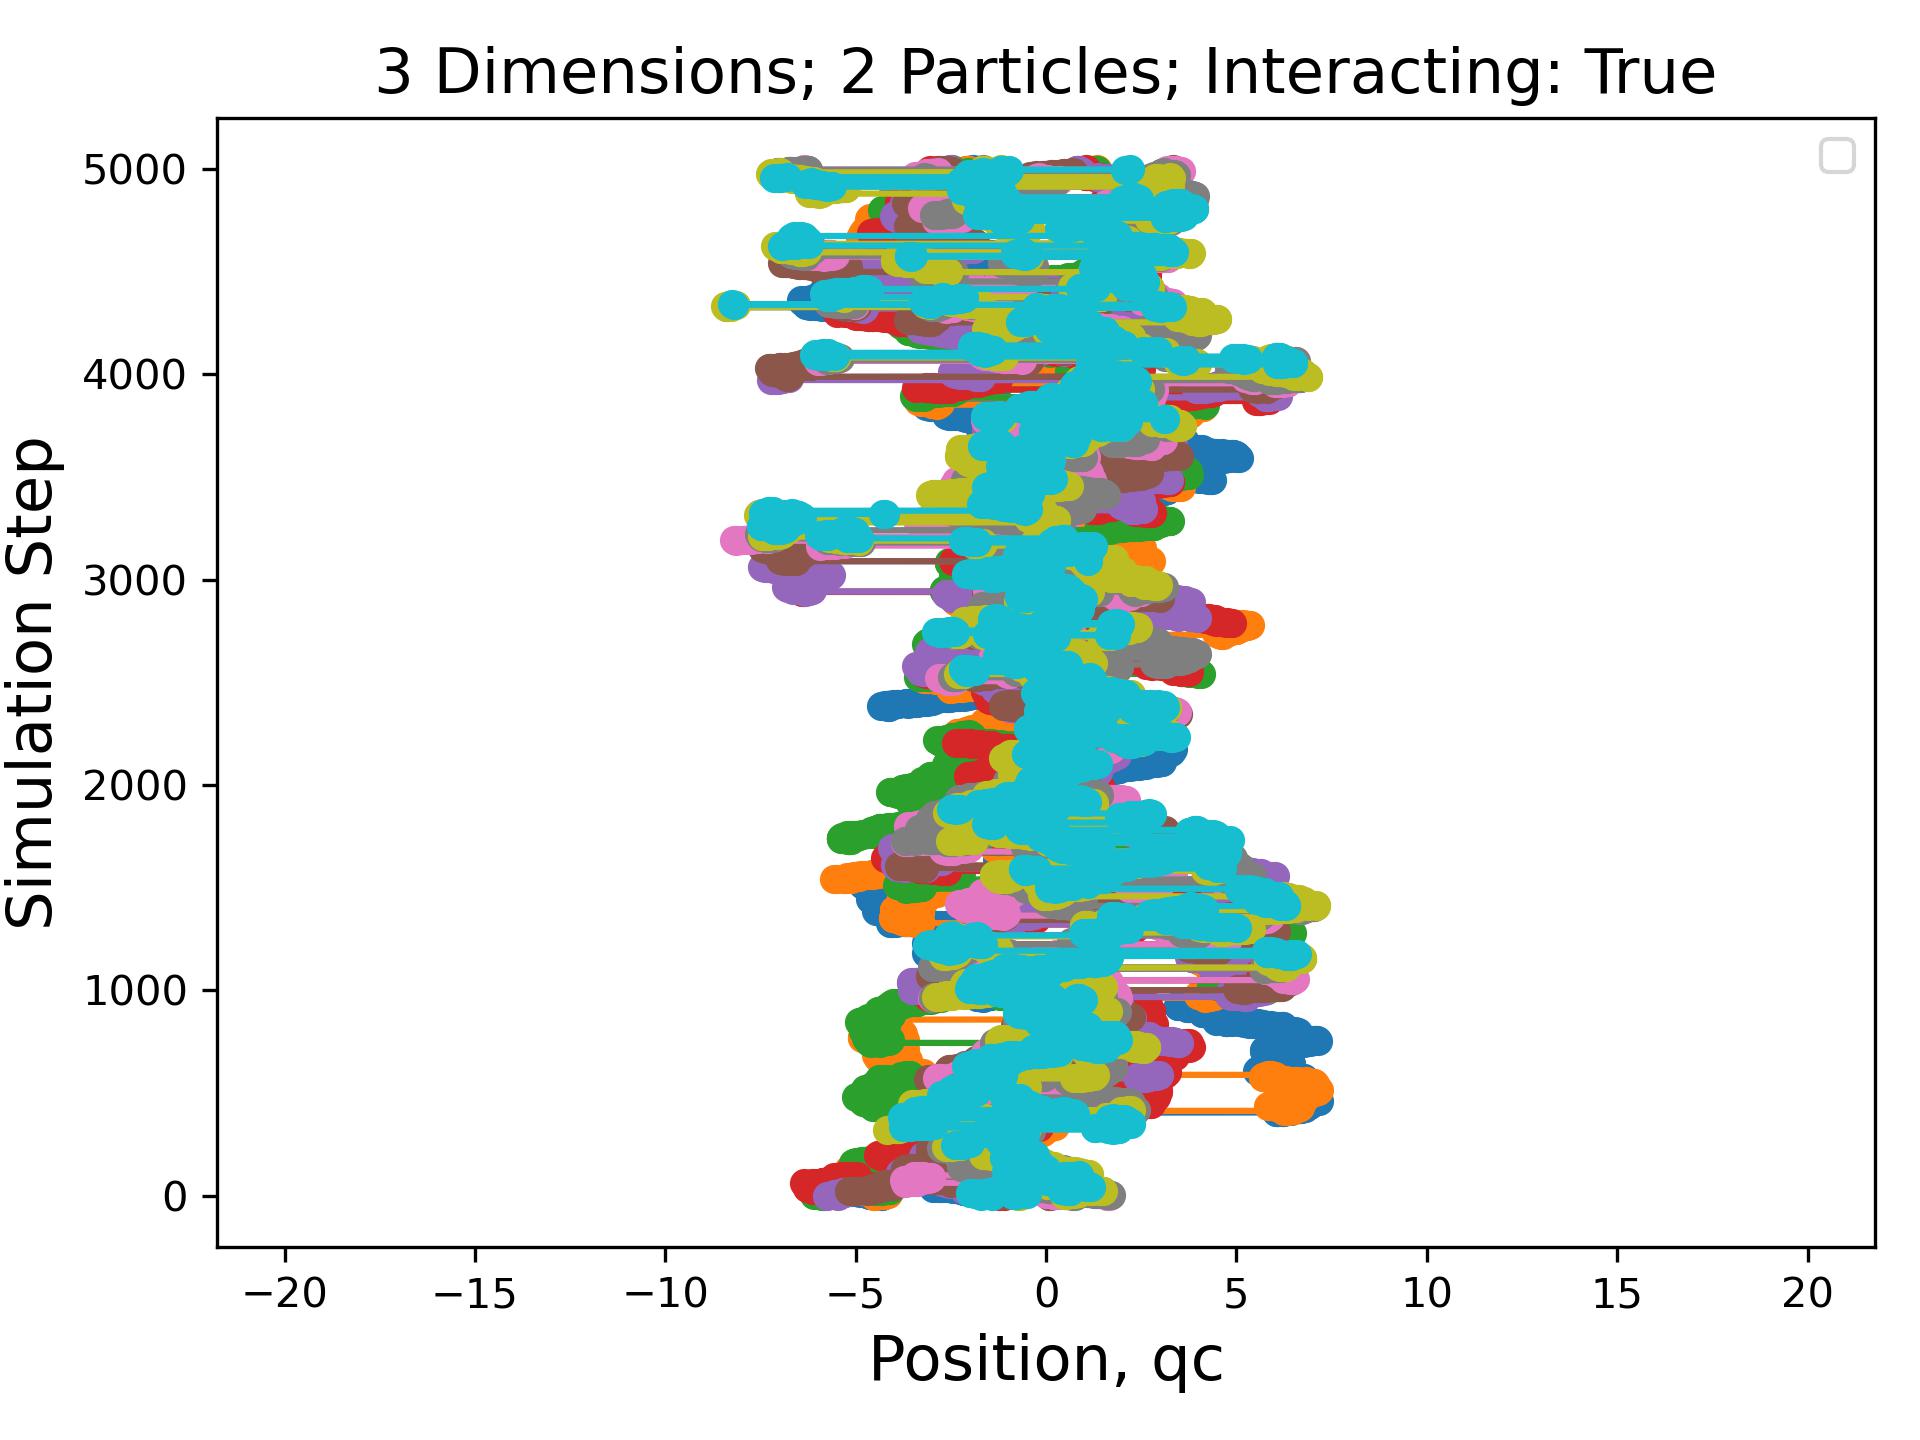 3 Dimensions; 2 Particles; Interacting: True
5000
4000
3000
2000
1000
0
Simulation Step
−20 −15 −10 −5 0 5 10 15 20
Position, qc